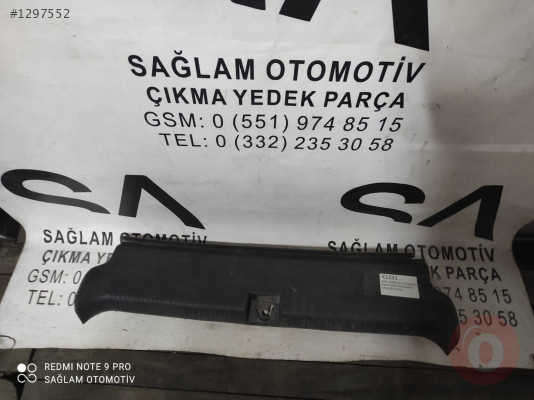 #1297552
SAĞLAM OTOMOTİV
ÇIKMA YEDEK PARÇA
GSM: 0 (551) 974 85 15
TEL: 0 (332) 235 30 58
SAĞLAM OTOMOTİV
ÇIKMA YEDEK
GSM: 0
TEL: 0
SAĞLAM OTOMOTİV
YEDEK PARÇA
974 85 15
5 30 58
K1231
REDMI NOTE 9 PRO
SAĞLAM OTOMOTİV